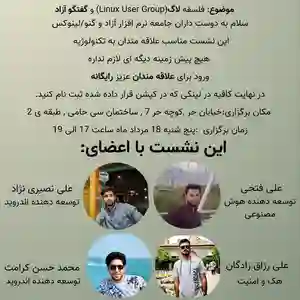 موضوع: فلسفه لاگ(Linux User Group) و گفتگو آزاد
سلام به دوست داران جامعه نرم افزار آزاد و گنو/لینوکس
این نشست مناسب علاقه مندان به تکنولوژیه
هیچ پیش زمینه دیگه ای لازم نداره
ورود برای علاقه مندان عزیز رایگانه
در نهایت کافیه در لینکی که در کپشن قرار داده شده ثبت نام کنید.
مکان برگزاری:خیابان حر ,کوچه حر 7 , ساختمان سی حامی , طبقه ی 2
زمان برگزاری :پنج شنبه 18 مرداد ماه ساعت 17 الی 19
این نشست با اعضای:
علی فتحی
توسعه دهنده هوش
مصنوعی
علی نصیری نژاد
توسعه دهنده اندروید
علی رزاق زادگان
هک و امنیت
محمد حسن کرامت
توسعه دهنده اندروید